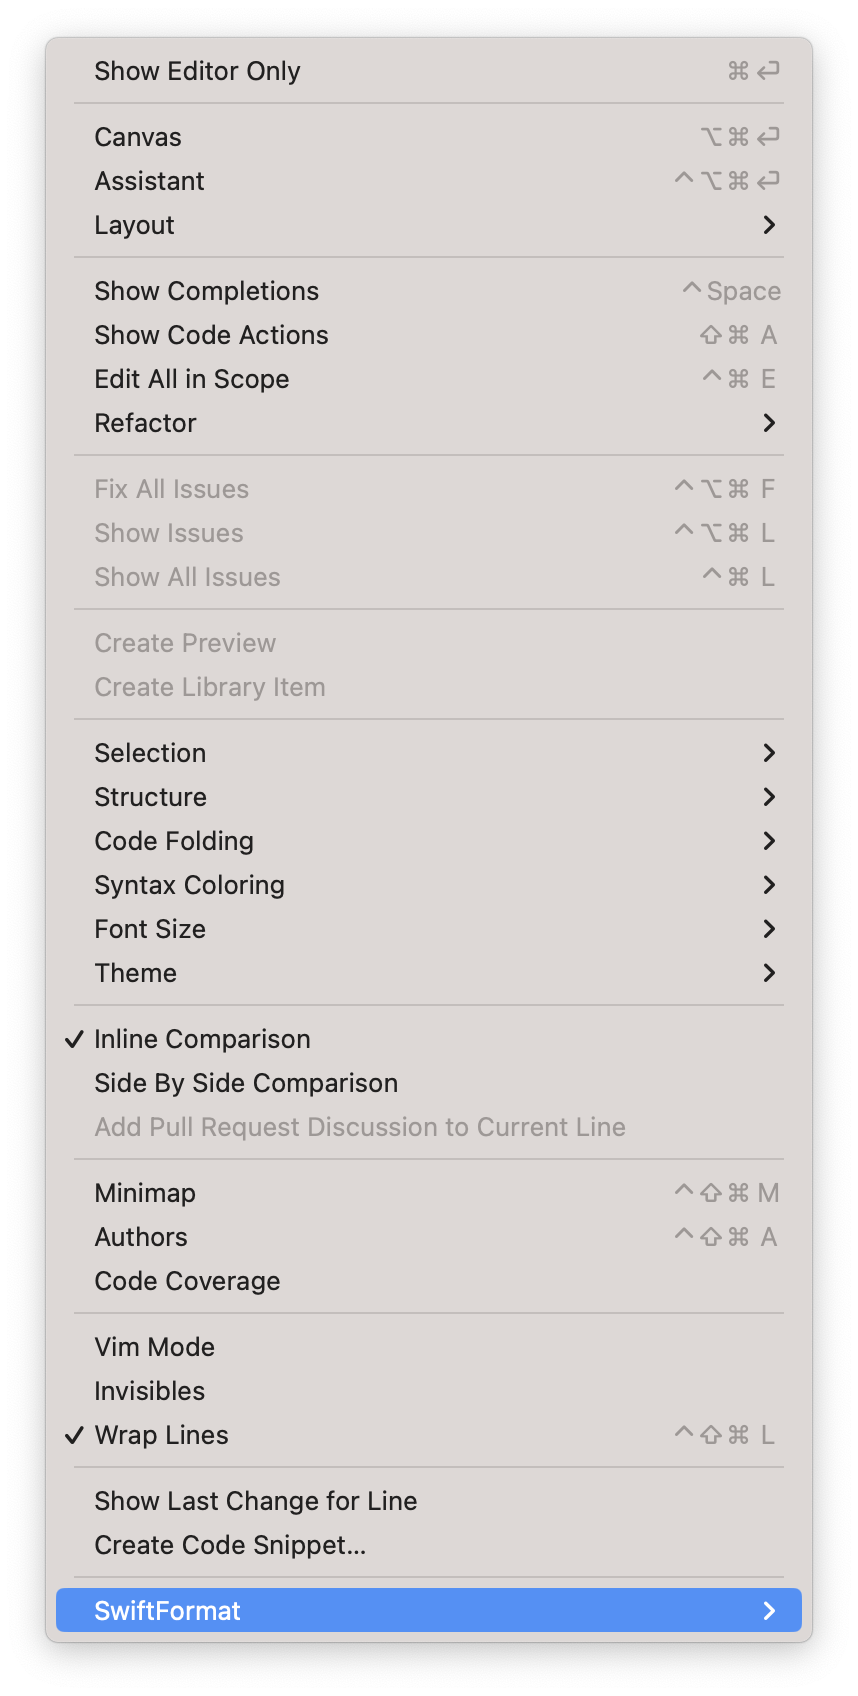 Show Editor Only ⌘ ↩
Canvas ⌥ ⌘ ↩
Assistant ^ ⌥ ⌘ ↩
Layout >
Show Completions ^ Space
Show Code Actions ⇧ ⌘ A
Edit All in Scope ^ ⌘ E
Refactor >
Fix All Issues ^ ⌥ ⌘ F
Show Issues ^ ⌥ ⌘ L
Show All Issues ^ ⌘ L
Create Preview
Create Library Item
Selection >
Structure >
Code Folding >
Syntax Coloring >
Font Size >
Theme >
✓ Inline Comparison
Side By Side Comparison
Add Pull Request Discussion to Current Line
Minimap ^ ⇧ ⌘ M
Authors ^ ⇧ ⌘ A
Code Coverage
Vim Mode
Invisibles
✓ Wrap Lines ^ ⇧ ⌘ L
Show Last Change for Line
Create Code Snippet...
SwiftFormat >